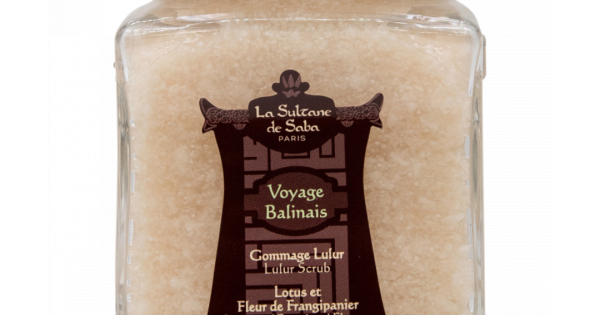 La Sultane
de Saba
PARIS
Voyage
Balinais
Gommage Lulur
Lulur Scrub
Lotus et
Fleur de Frangipanier